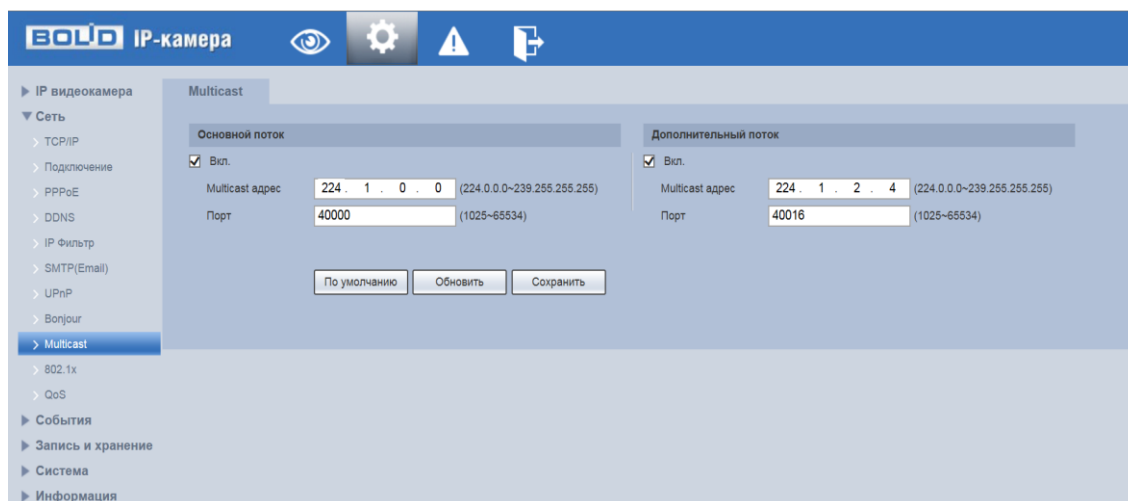 BOLID IP-камера
IP видеокамера
Сеть
TCP/IP
Подключение
PPPoE
DDNS
IP Фильтр
SMTP(Email)
UPnP
Bonjour
Multicast
802.1x
QoS
События
Запись и хранение
Система
Информация
Multicast
Основной поток
Вкл.
Multicast адрес 224 . 1 . 0 . 0 (224.0.0.0~239.255.255.255)
Порт 40000 (1025~65534)
По умолчанию Обновить Сохранить
Дополнительный поток
Вкл.
Multicast адрес 224 . 1 . 2 . 4 (224.0.0.0~239.255.255.255)
Порт 40016 (1025~65534)